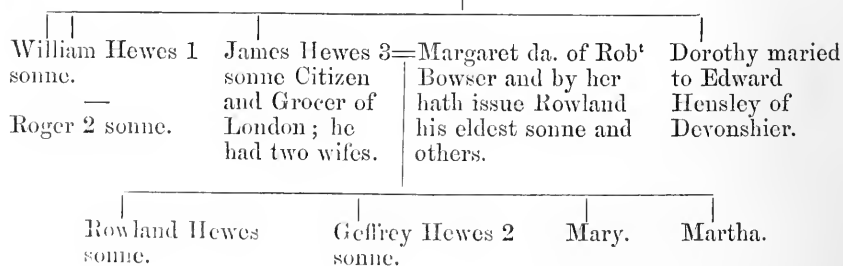 William Hewes 1
sonne.
Roger 2 sonne.
James Hewes 3=
sonne Citizen
and Grocer of
London; he
had two wifes.
Margaret da. of Robᵗ
Bowser and by her
hath issue Rowland
his eldest sonne and
others.
Dorothy maried
to Edward
Hensley of
Devonshier.
Rowland Hewes
sonne.
Geffrey Hewes 2
sonne.
Mary.
Martha.